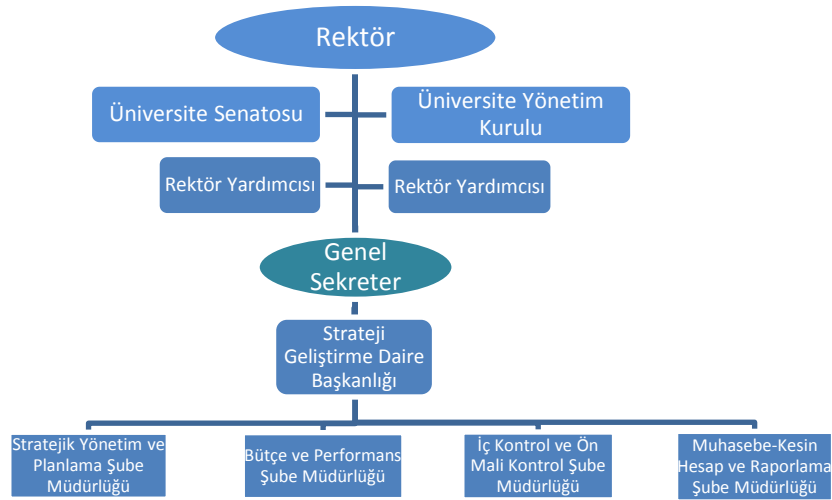 Rektör
Üniversite Senatosu
Üniversite Yönetim
Kurulu
Rektör Yardımcısı
Rektör Yardımcısı
Genel
Sekreter
Strateji
Geliştirme Daire
Başkanlığı
Stratejik Yönetim ve
Planlama Şube
Müdürlüğü
Bütçe ve Performans
Şube Müdürlüğü
İç Kontrol ve Ön
Mali Kontrol Şube
Müdürlüğü
Muhasebe-Kesin
Hesap ve Raporlama
Şube Müdürlüğü